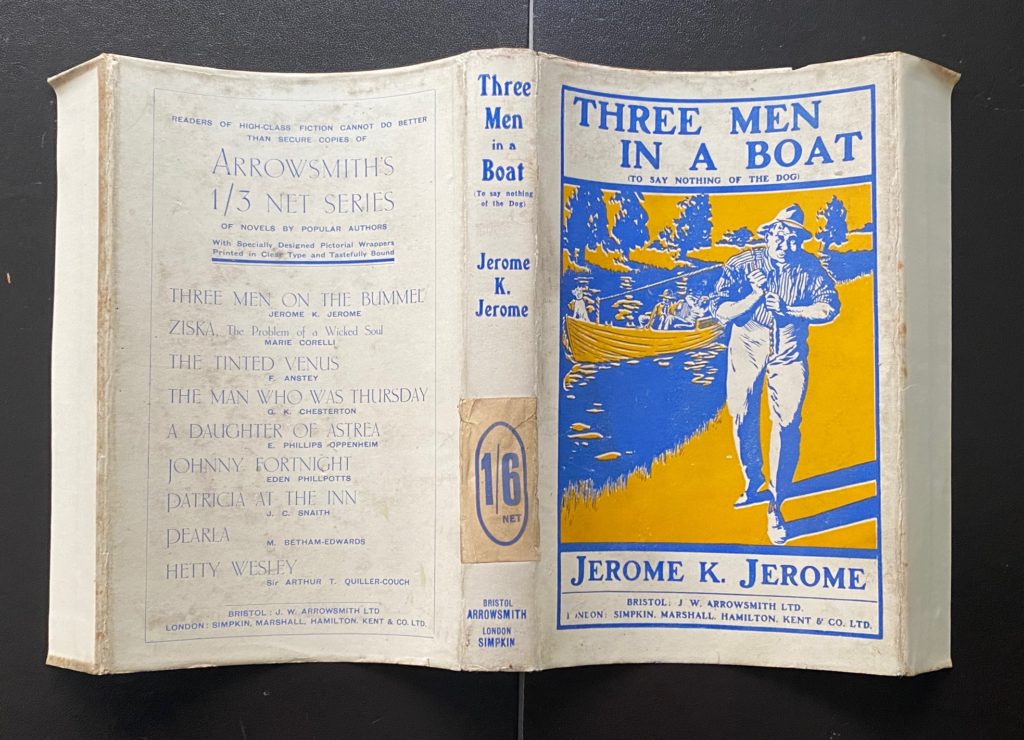 READERS OF HIGH-CLASS FICTION CANNOT DO BETTER
THAN SECURE COPIES OF
ARROWSMITH'S
1/3 NET SERIES
OF NOVELS BY POPULAR AUTHORS
With Specially Designed Pictorial Wrappers
Printed in Clear Type and Tastefully Bound
THREE MEN ON THE BUMMEL
JEROME K. JEROME
ZISKA, The Problem of a Wicked Soul
MARIE CORELLI
THE TINTED VENUS
F. ANSTEY
THE MAN WHO WAS THURSDAY
G. K. CHESTERTON
A DAUGHTER OF ASTREA
E. PHILLIPS OPPENHEIM
JOHNNY FORTNIGHT
EDEN PHILLPOTTS
PATRICIA AT THE INN
J. C. SNAITH
PEARLA
M. BETHAM-EDWARDS
HETTY WESLEY
Sir ARTHUR T. QUILLER-COUCH
BRISTOL: J. W. ARROWSMITH LTD
LONDON: SIMPKIN, MARSHALL, HAMILTON, KENT & CO. LTD.
Three
Men
in a
Boat
(To say nothing
of the Dog)
Jerome
K.
Jerome
1/6
NET
BRISTOL
ARROWSMITH
LONDON
SIMPKIN
THREE MEN
IN A BOAT
(TO SAY NOTHING OF THE DOG)
JEROME K. JEROME
BRISTOL: J. W. ARROWSMITH LTD.
LONDON: SIMPKIN, MARSHALL, HAMILTON, KENT & CO. LTD.